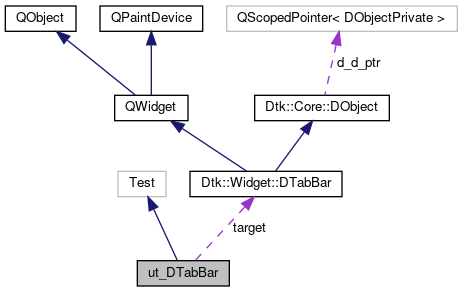 QObject
QPaintDevice
QScopedPointer< DObjectPrivate >
d_d_ptr
QWidget
Dtk::Core::DObject
Test
Dtk::Widget::DTabBar
target
ut_DTabBar